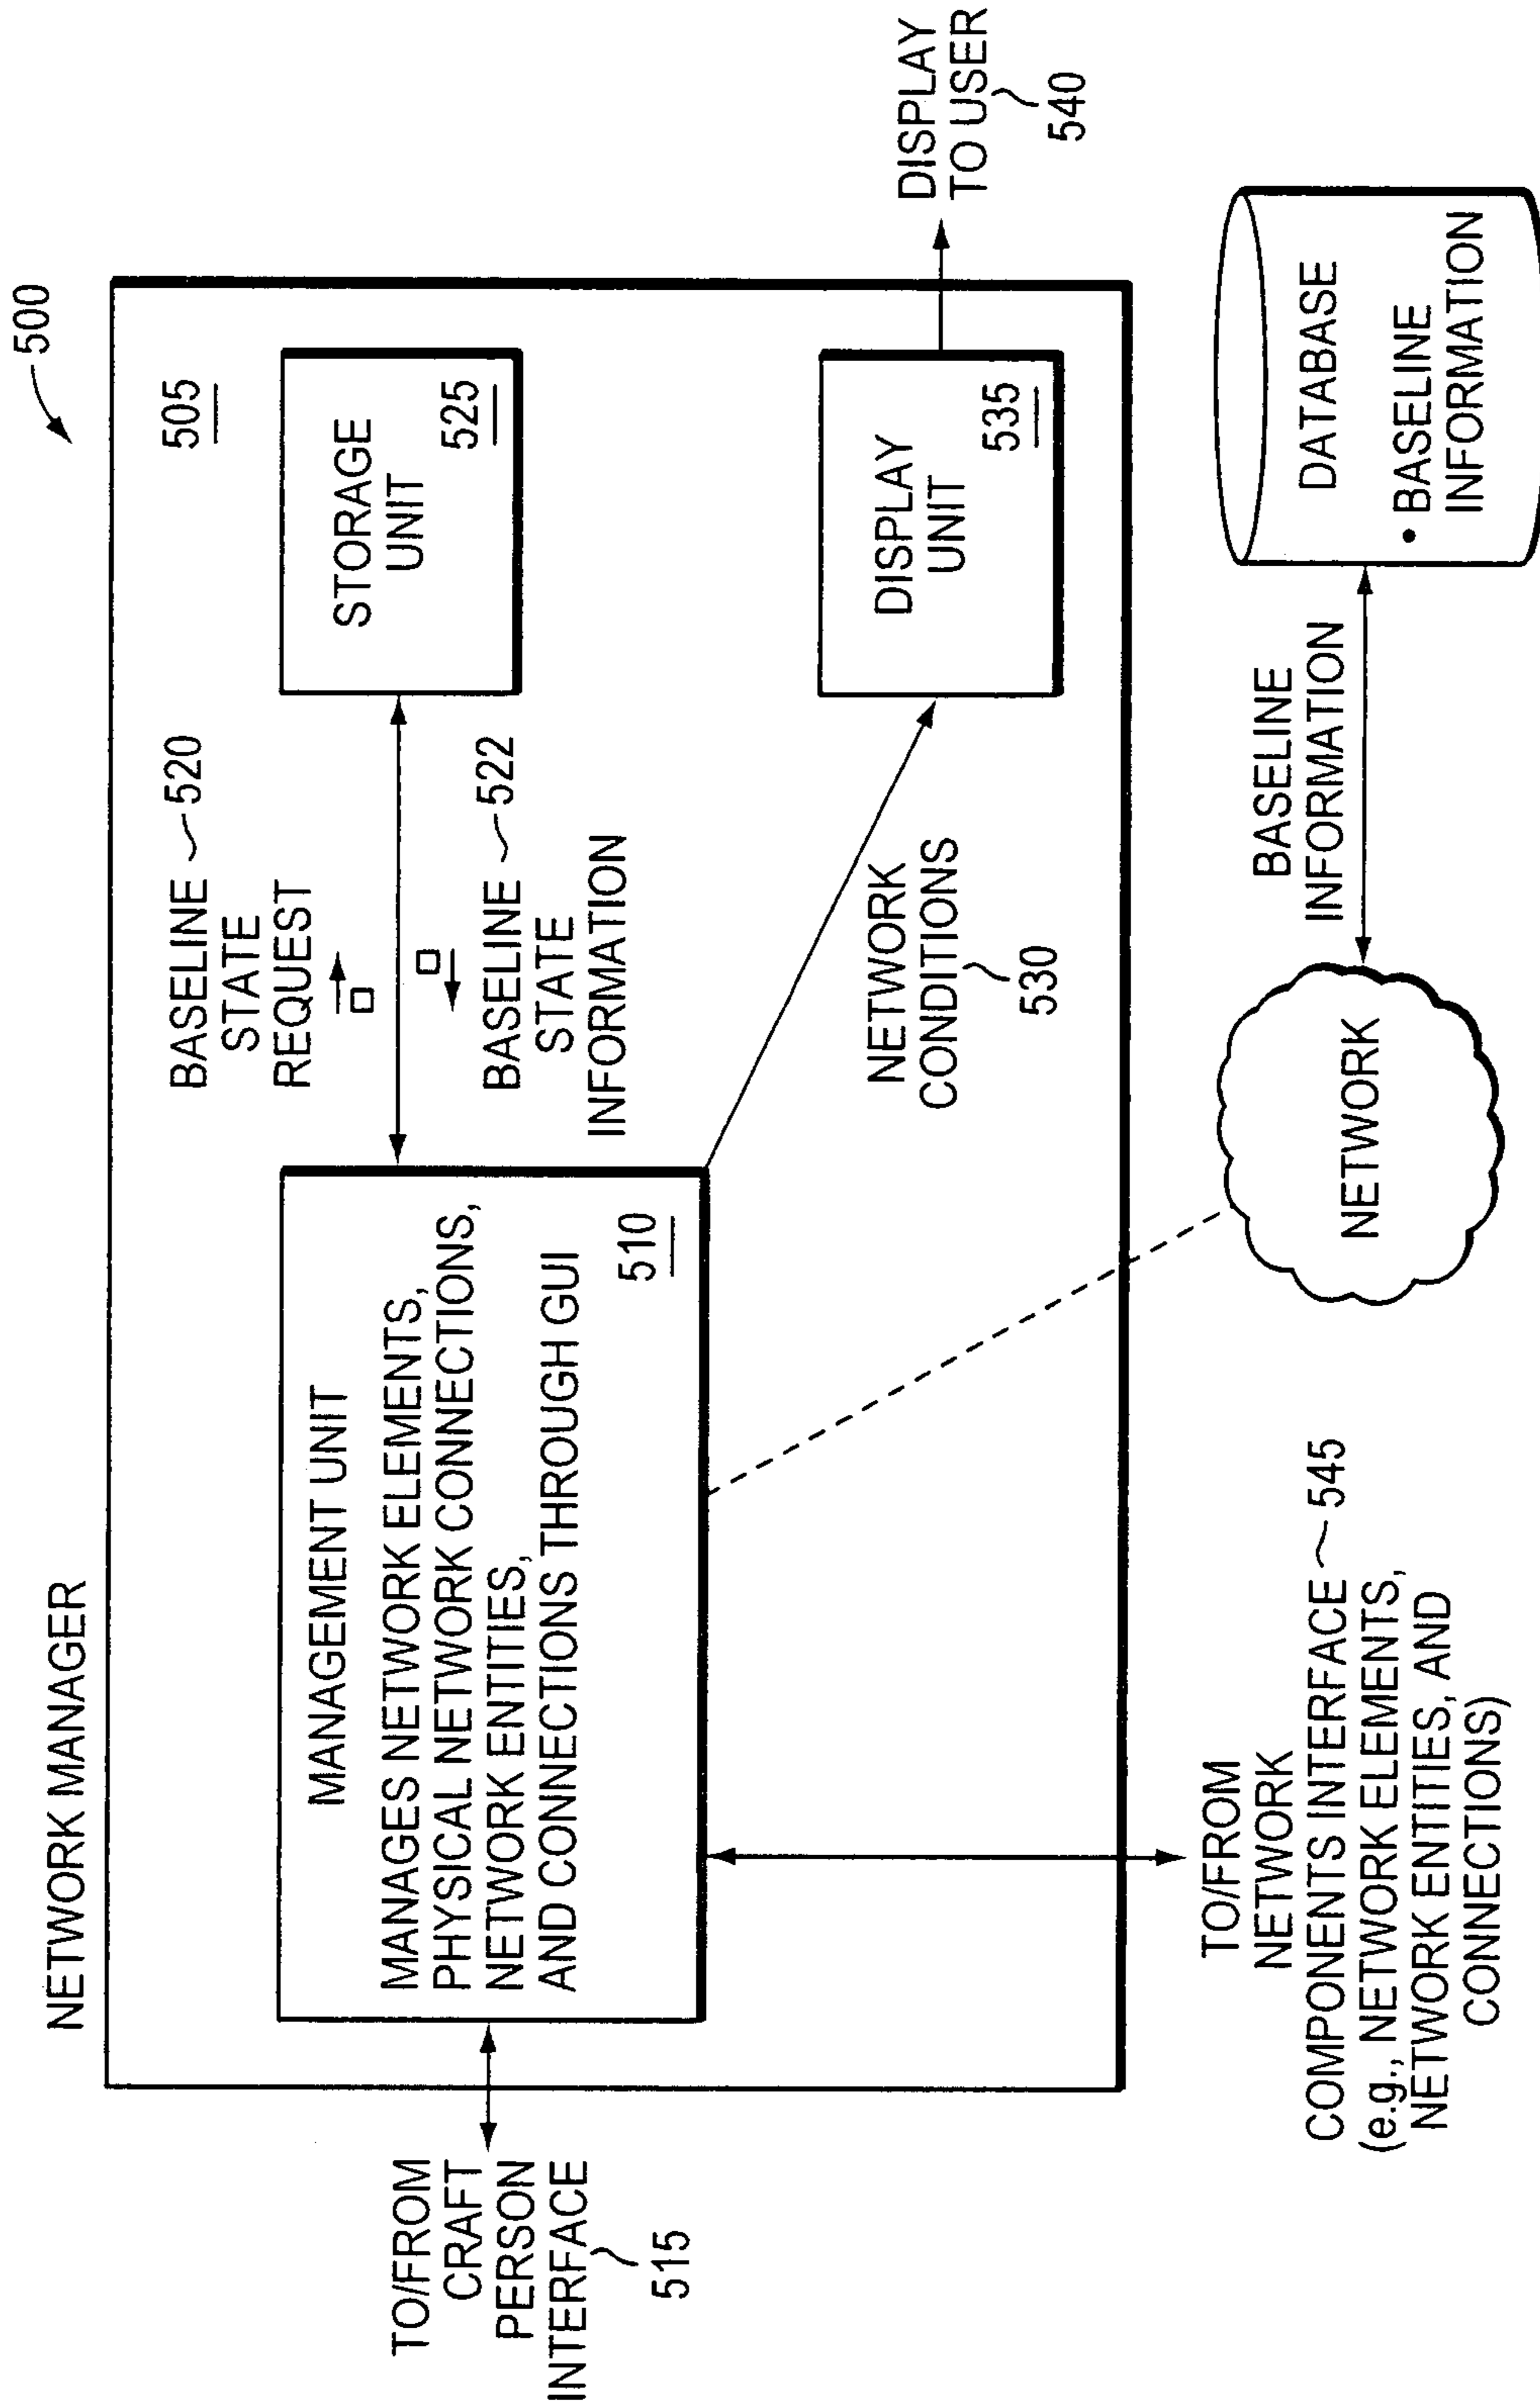 500
NETWORK MANAGER
505
MANAGEMENT UNIT
MANAGES NETWORK ELEMENTS,
PHYSICAL NETWORK CONNECTIONS,
NETWORK ENTITIES,
AND CONNECTIONS THROUGH GUI
510
TO/FROM
CRAFT
PERSON
INTERFACE
515
BASELINE 520
STATE
REQUEST
BASELINE 522
STATE
INFORMATION
STORAGE
UNIT
525
NETWORK
CONDITIONS
530
DISPLAY
UNIT
535
DISPLAY
TO USER
540
TO/FROM
NETWORK
COMPONENTS INTERFACE 545
(e.g., NETWORK ELEMENTS,
NETWORK ENTITIES, AND
CONNECTIONS)
NETWORK
BASELINE
INFORMATION
DATABASE
• BASELINE
INFORMATION